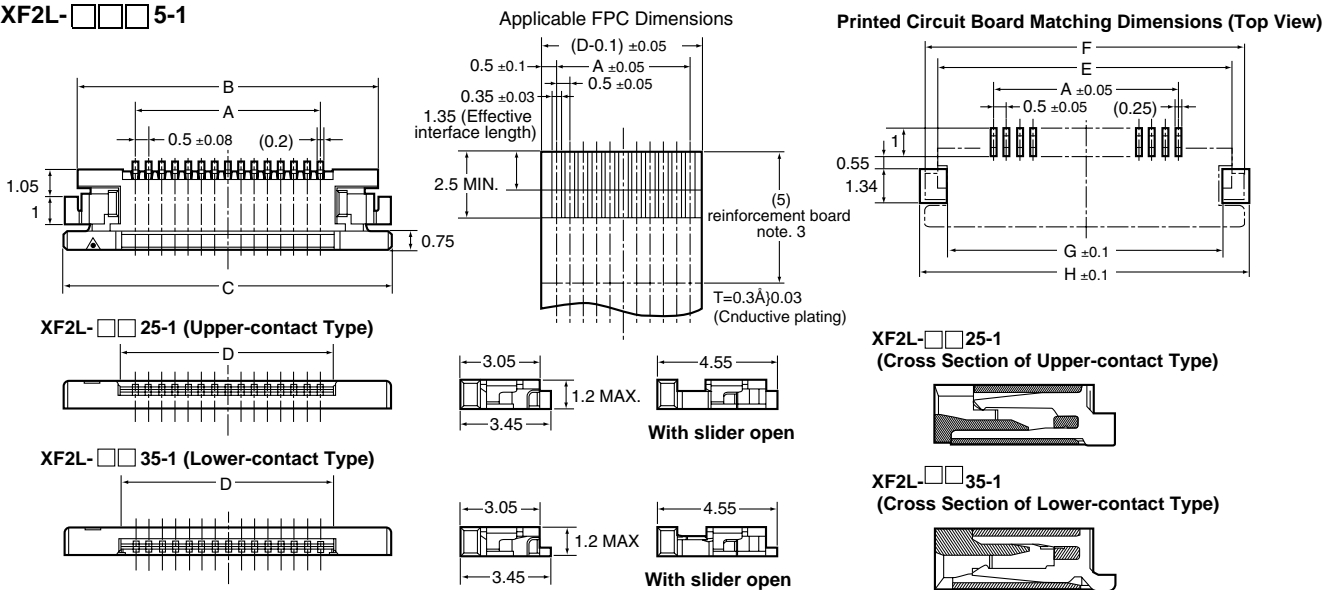 XF2L-□□□5-1
B
A
0.5 ±0.08
(0.2)
1.05
1
0.75
C
XF2L-□□25-1 (Upper-contact Type)
D
XF2L-□□35-1 (Lower-contact Type)
D
Applicable FPC Dimensions
(D-0.1) ±0.05
0.5 ±0.1
A ±0.05
0.5 ±0.05
0.35 ±0.03
1.35 (Effective
interface length)
2.5 MIN.
(5)
reinforcement board
note. 3
T=0.3Å}0.03
(Cnductive plating)
3.05
1.2 MAX.
3.45
4.55
With slider open
3.05
1.2 MAX
3.45
4.55
With slider open
Printed Circuit Board Matching Dimensions (Top View)
F
E
A ±0.05
0.5 ±0.05
(0.25)
1
0.55
1.34
G ±0.1
H ±0.1
XF2L-□□25-1
(Cross Section of Upper-contact Type)
XF2L-□□35-1
(Cross Section of Lower-contact Type)